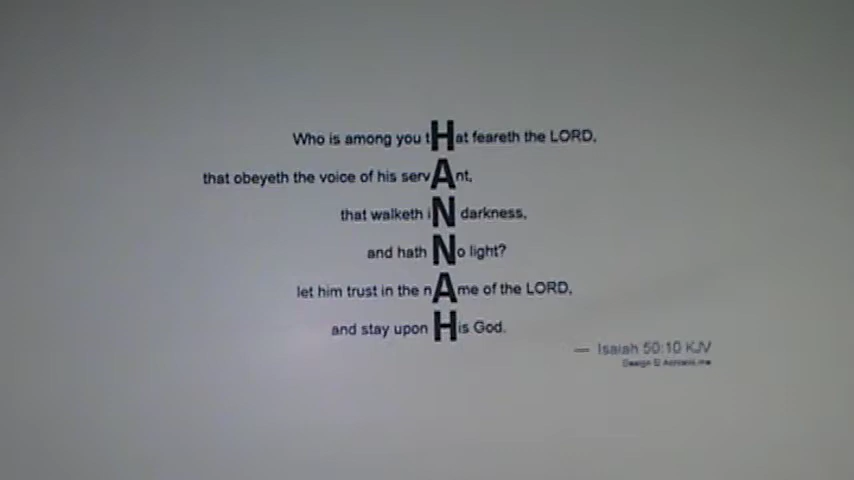 Who is among you tHat feareth the LORD,
that obeyeth the voice of his servAnt,
that walketh iN darkness,
and hath No light?
let him trust in the nAme of the LORD,
and stay upon His God.
— Isaiah 50:10 KJV
Design ©